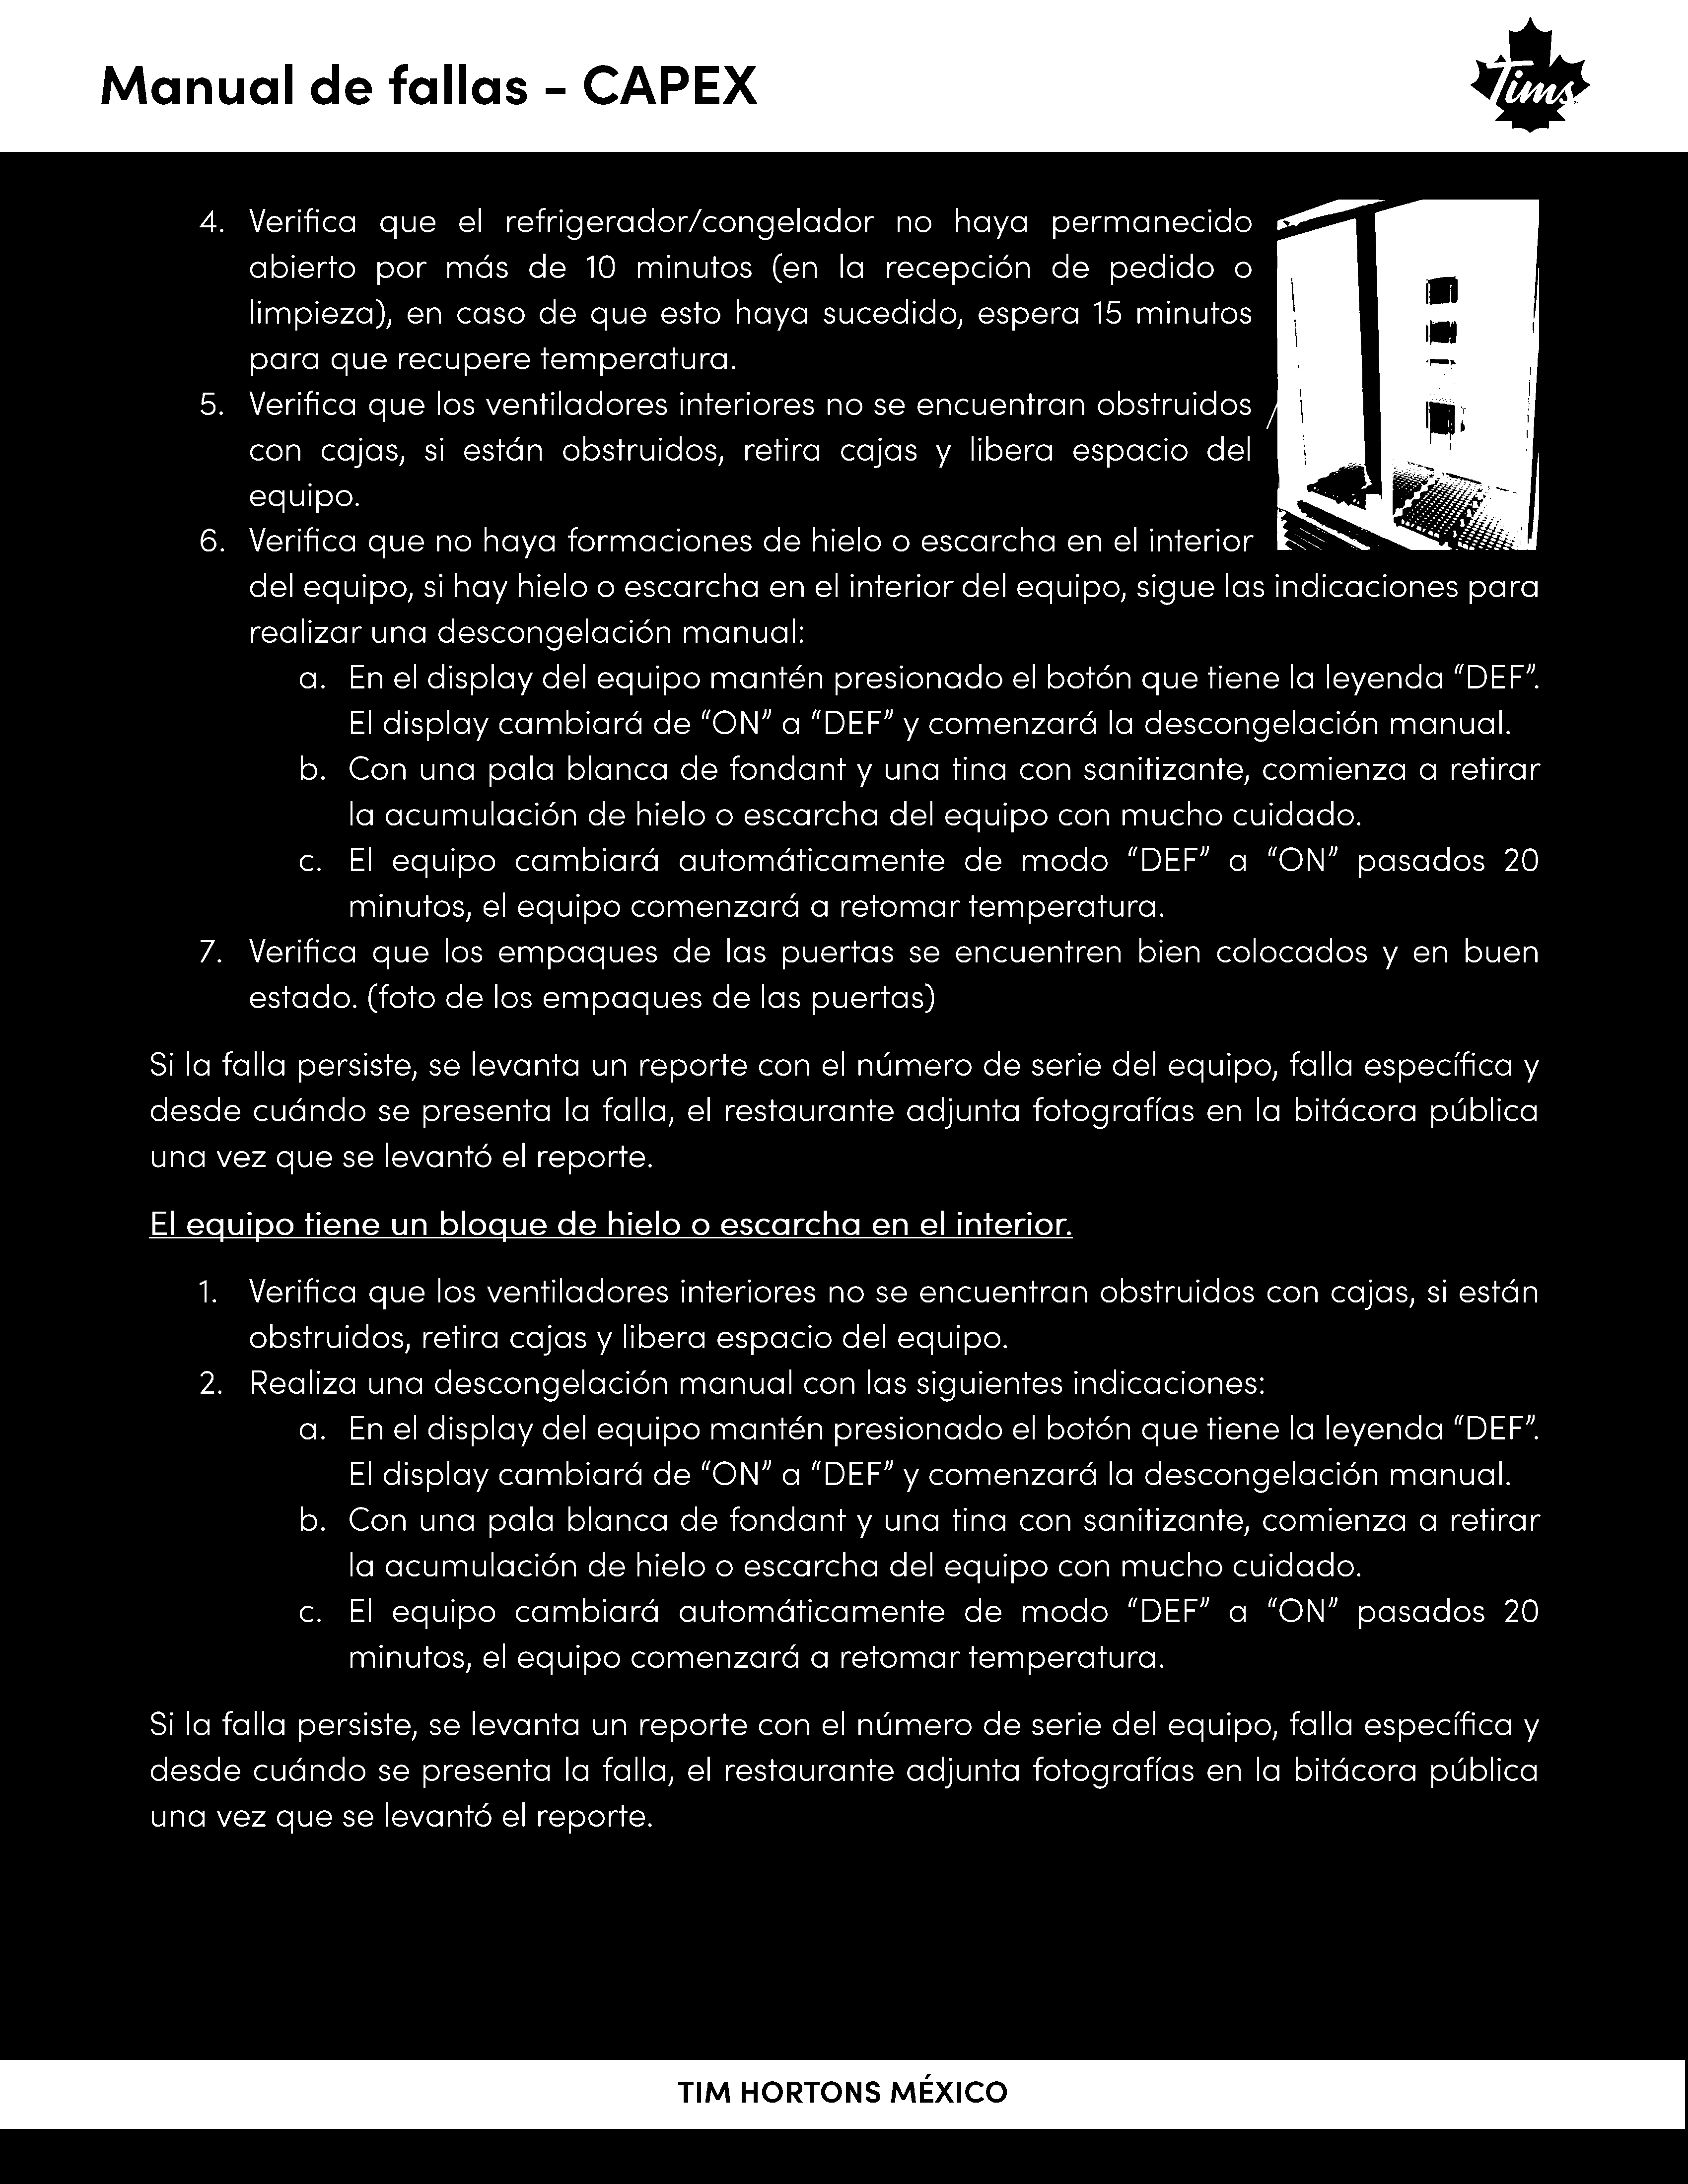 Manual de fallas - CAPEX
Tims
4. Verifica que el refrigerador/congelador no haya permanecido
abierto por más de 10 minutos (en la recepción de pedido o
limpieza), en caso de que esto haya sucedido, espera 15 minutos
para que recupere temperatura.
5. Verifica que los ventiladores interiores no se encuentran obstruidos
con cajas, si están obstruidos, retira cajas y libera espacio del
equipo.
6. Verifica que no haya formaciones de hielo o escarcha en el interior
del equipo, si hay hielo o escarcha en el interior del equipo, sigue las indicaciones para
realizar una descongelación manual:
a. En el display del equipo mantén presionado el botón que tiene la leyenda “DEF”.
El display cambiará de “ON” a “DEF” y comenzará la descongelación manual.
b. Con una pala blanca de fondant y una tina con sanitizante, comienza a retirar
la acumulación de hielo o escarcha del equipo con mucho cuidado.
c. El equipo cambiará automáticamente de modo “DEF” a “ON” pasados 20
minutos, el equipo comenzará a retomar temperatura.
7. Verifica que los empaques de las puertas se encuentren bien colocados y en buen
estado. (foto de los empaques de las puertas)
Si la falla persiste, se levanta un reporte con el número de serie del equipo, falla específica y
desde cuándo se presenta la falla, el restaurante adjunta fotografías en la bitácora pública
una vez que se levantó el reporte.
El equipo tiene un bloque de hielo o escarcha en el interior.
1. Verifica que los ventiladores interiores no se encuentran obstruidos con cajas, si están
obstruidos, retira cajas y libera espacio del equipo.
2. Realiza una descongelación manual con las siguientes indicaciones:
a. En el display del equipo mantén presionado el botón que tiene la leyenda “DEF”.
El display cambiará de “ON” a “DEF” y comenzará la descongelación manual.
b. Con una pala blanca de fondant y una tina con sanitizante, comienza a retirar
la acumulación de hielo o escarcha del equipo con mucho cuidado.
c. El equipo cambiará automáticamente de modo “DEF” a “ON” pasados 20
minutos, el equipo comenzará a retomar temperatura.
Si la falla persiste, se levanta un reporte con el número de serie del equipo, falla específica y
desde cuándo se presenta la falla, el restaurante adjunta fotografías en la bitácora pública
una vez que se levantó el reporte.
TIM HORTONS MÉXICO